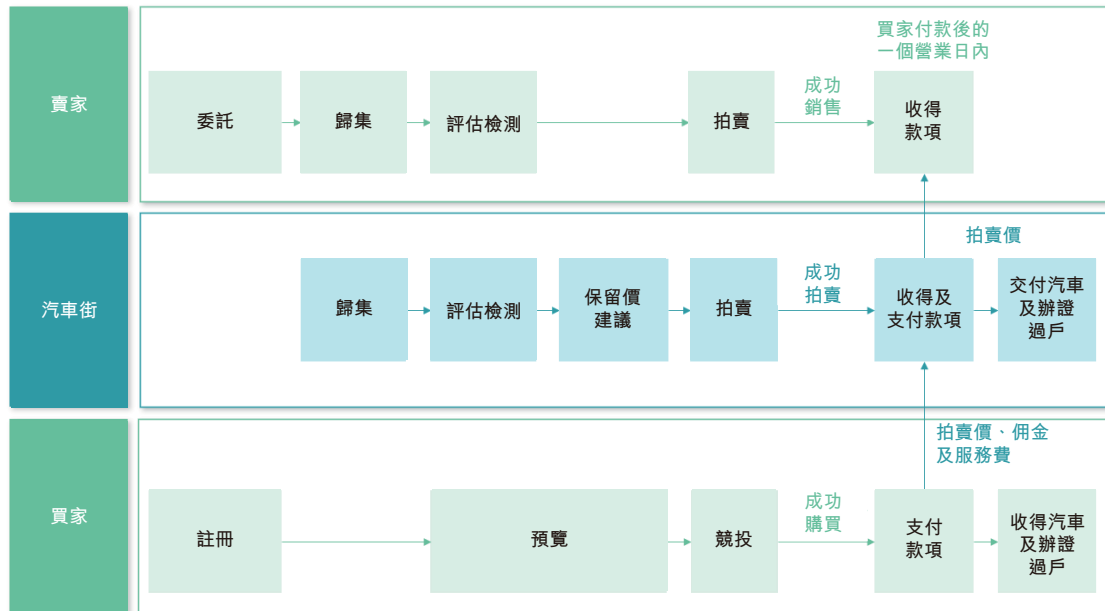 買家付款後的
一個營業日內
賣家
委託
歸集
評估檢測
拍賣
成功
銷售
收得
款項
拍賣價
汽車街
歸集
評估檢測
保留價
建議
拍賣
成功
拍賣
收得及
支付款項
交付汽車
及辦證
過戶
拍賣價、佣金
及服務費
買家
註冊
預覽
競投
成功
購買
支付
款項
收得汽車
及辦證
過戶